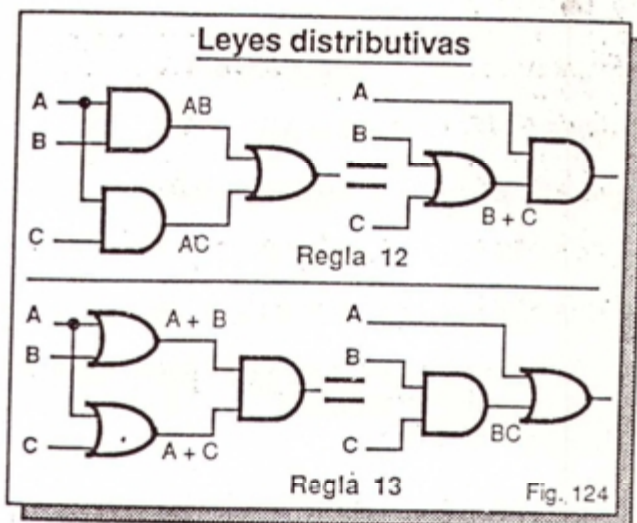 Leyes distributivas
A
AB
B
C
AC
A
B
C
B + C
Regla 12
A
A + B
B
C
A + C
A
B
C
BC
Regla 13
Fig. 124